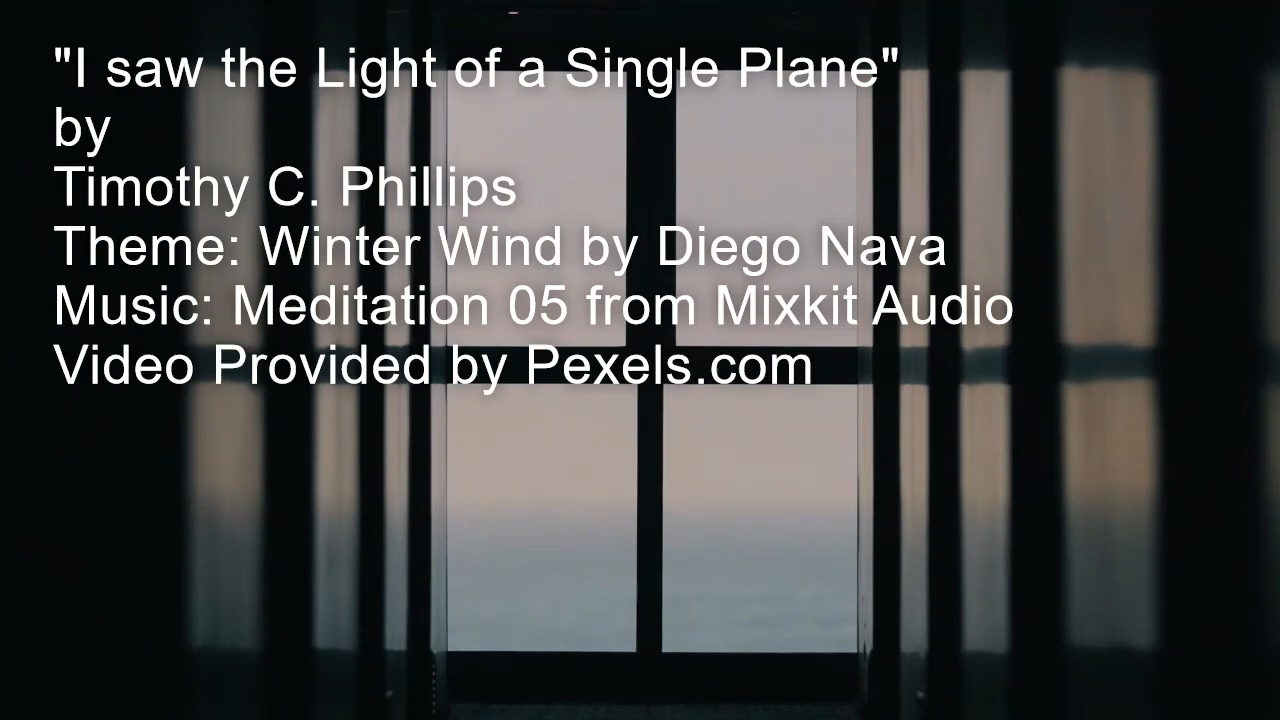 "I saw the Light of a Single Plane"
by
Timothy C. Phillips
Theme: Winter Wind by Diego Nava
Music: Meditation 05 from Mixkit Audio
Video Provided by Pexels.com